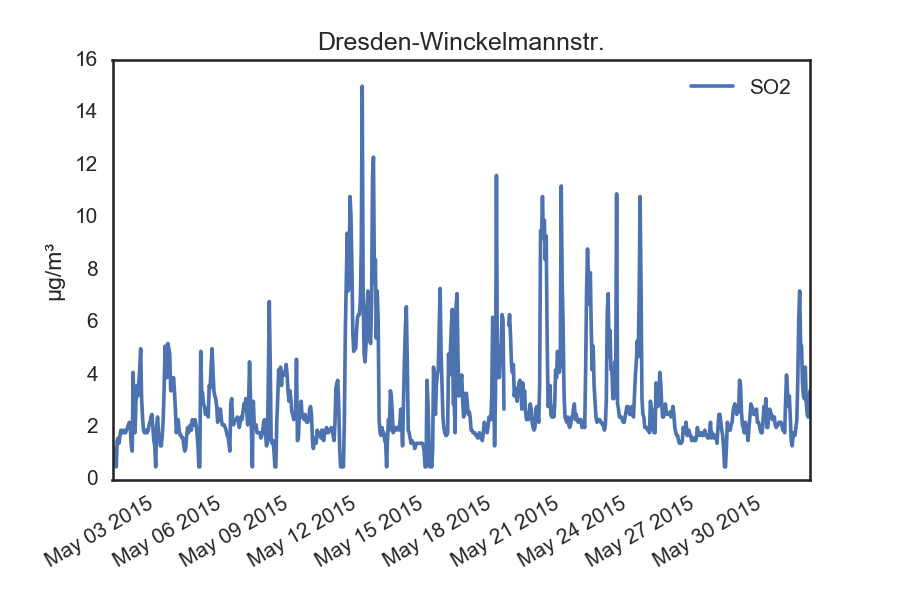 Dresden-Winckelmannstr.
16
14
12
10
8
6
4
2
0
µg/m³
SO2
May 03 2015
May 06 2015
May 09 2015
May 12 2015
May 15 2015
May 18 2015
May 21 2015
May 24 2015
May 27 2015
May 30 2015